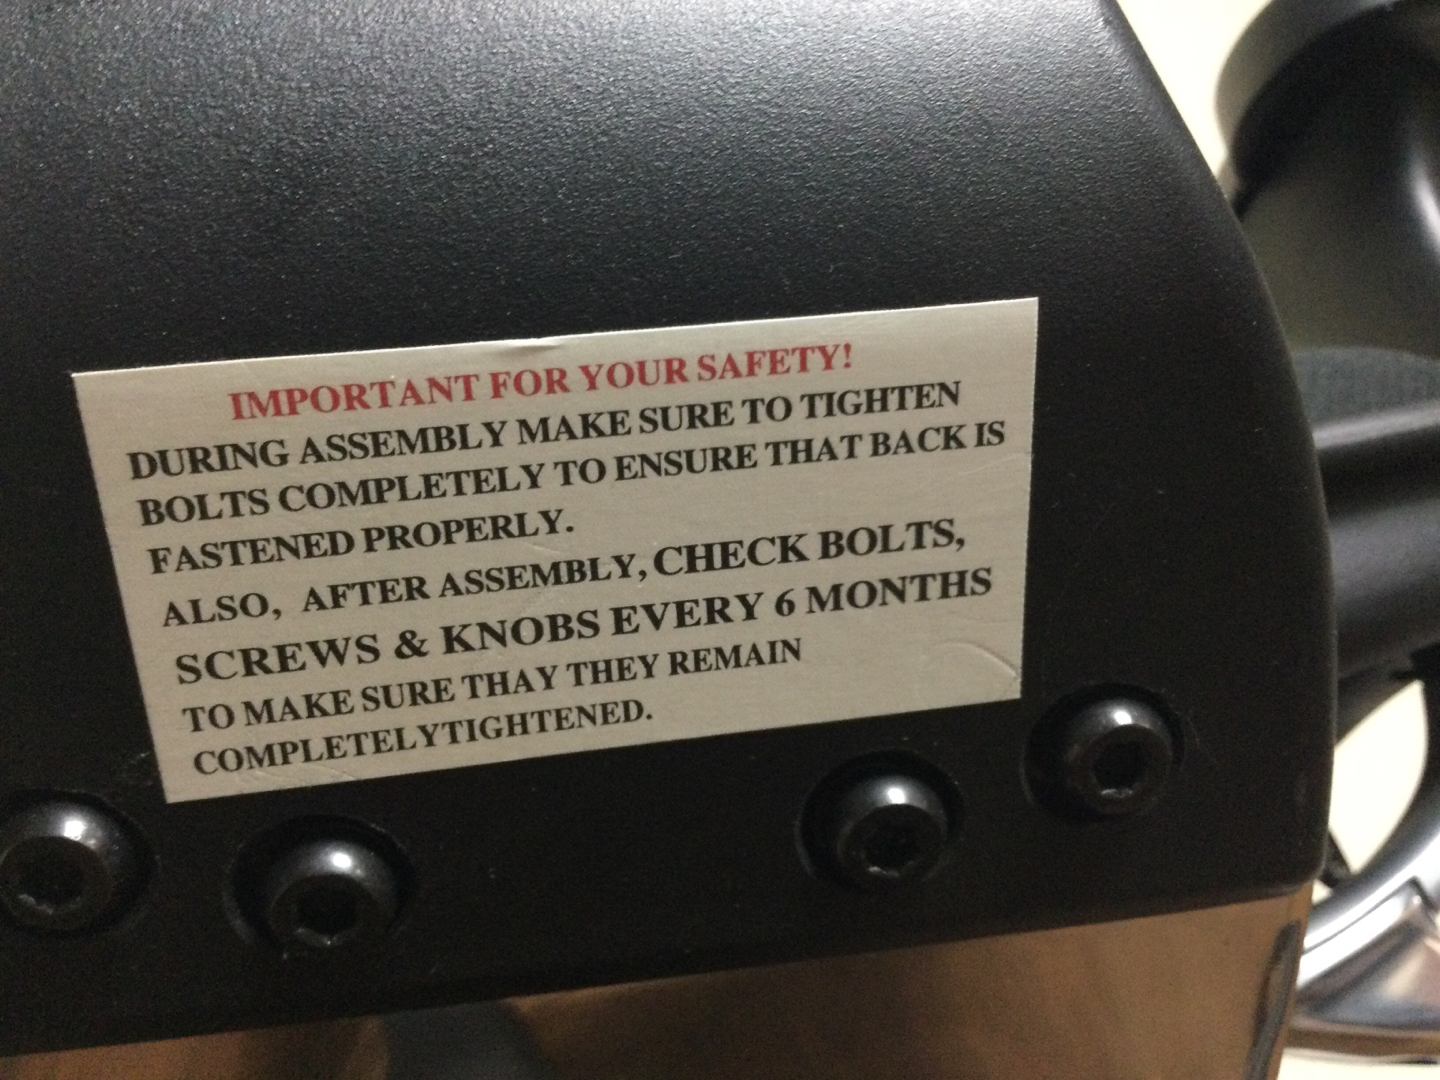 IMPORTANT FOR YOUR SAFETY!
DURING ASSEMBLY MAKE SURE TO TIGHTEN
BOLTS COMPLETELY TO ENSURE THAT BACK IS
FASTENED PROPERLY.
ALSO, AFTER ASSEMBLY, CHECK BOLTS,
SCREWS & KNOBS EVERY 6 MONTHS
TO MAKE SURE THAY THEY REMAIN
COMPLETELYTIGHTENED.